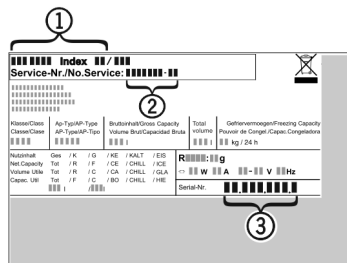 1
Index /
Service-Nr./No.Service: -
2
Klasse/Class Ap-Typ/AP-Type Bruttoinhalt/Gross Capacity Total Gefriervermoegen/Freezing Capacity
Classe/Clase AP-Type/AP-Tipo Volume Brut/Capacidad Bruta volume Pouvoir de Congel./Capac.Congeladora
l l kg / 24 h
Nutzinhalt Ges / K / G / KE / KALT / EIS
Net.Capacity Tot / R / F / CE / CHILL / ICE
Volume Utile Tot / R / C / CA / CHILL / GLA
Capac. Util Tot / F / C / BO / CHILL / HIE
l / l
R : g
W A - V Hz
Serial-Nr. . . .
3